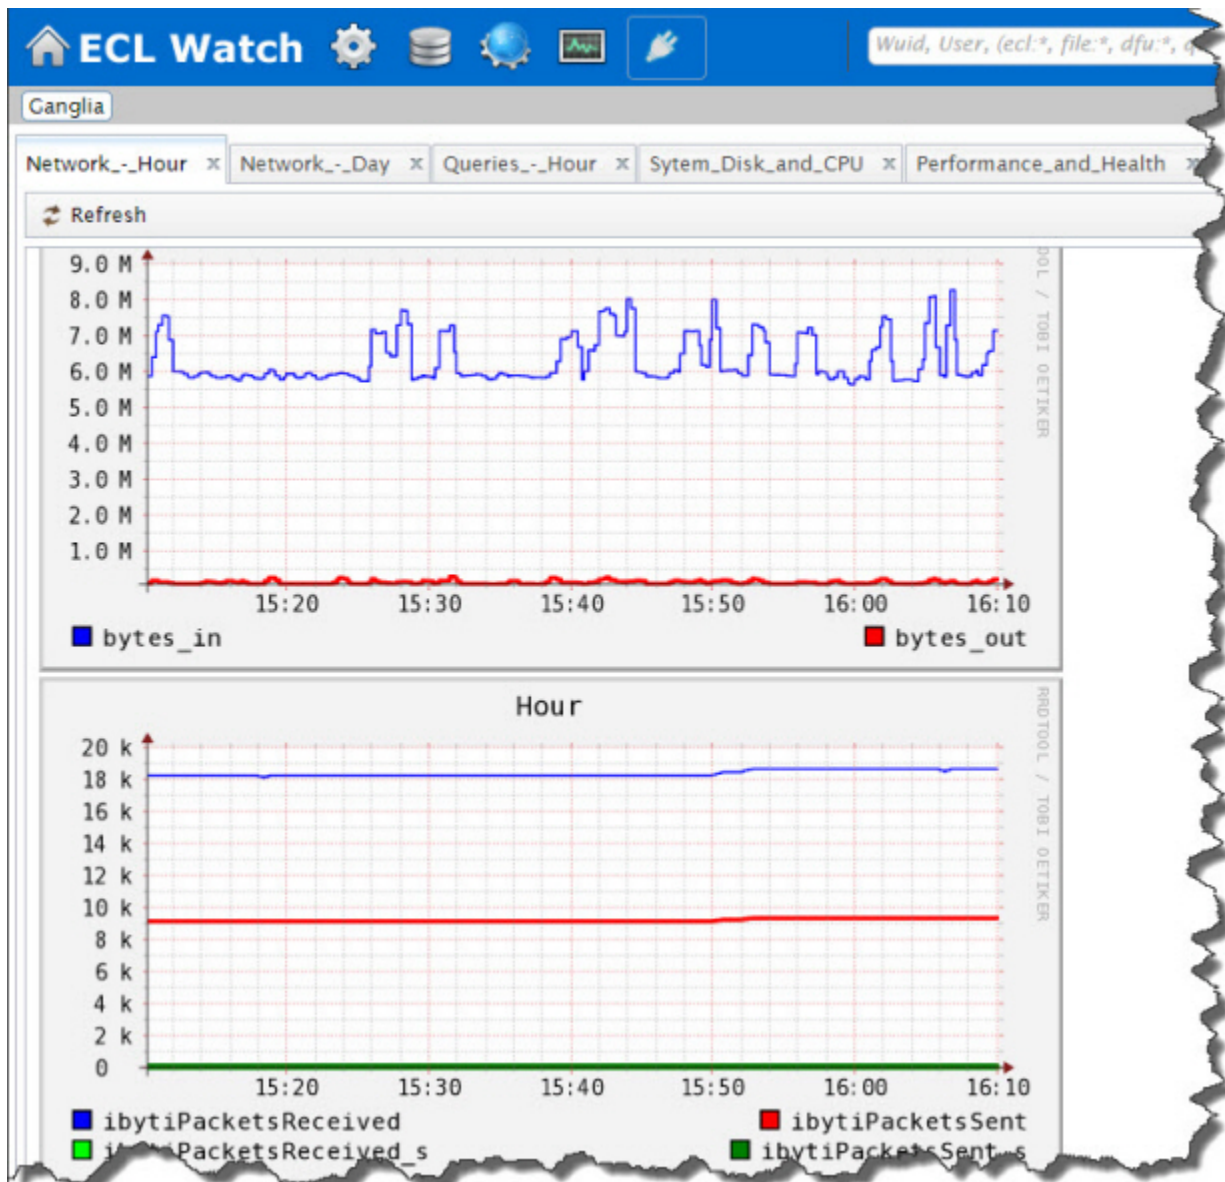 ECL Watch
Wuid, User, (ecl:*, file:*, dfu:*,
Ganglia
Network_-_Hour x Network_-_Day x Queries_-_Hour x Sytem_Disk_and_CPU x Performance_and_Health x
Refresh
9.0 M
8.0 M
7.0 M
6.0 M
5.0 M
4.0 M
3.0 M
2.0 M
1.0 M
15:20 15:30 15:40 15:50 16:00 16:10
bytes_in bytes_out
OOL / TOBI OETIKER
Hour
20 k
18 k
16 k
14 k
12 k
10 k
8 k
6 k
4 k
2 k
0
15:20 15:30 15:40 15:50 16:00 16:10
ibytiPacketsReceived ibytiPacketsSent
ibytiPacketsReceived_s ibytiPacketsSent_s
RRDTOOL / TOBI OETIKER